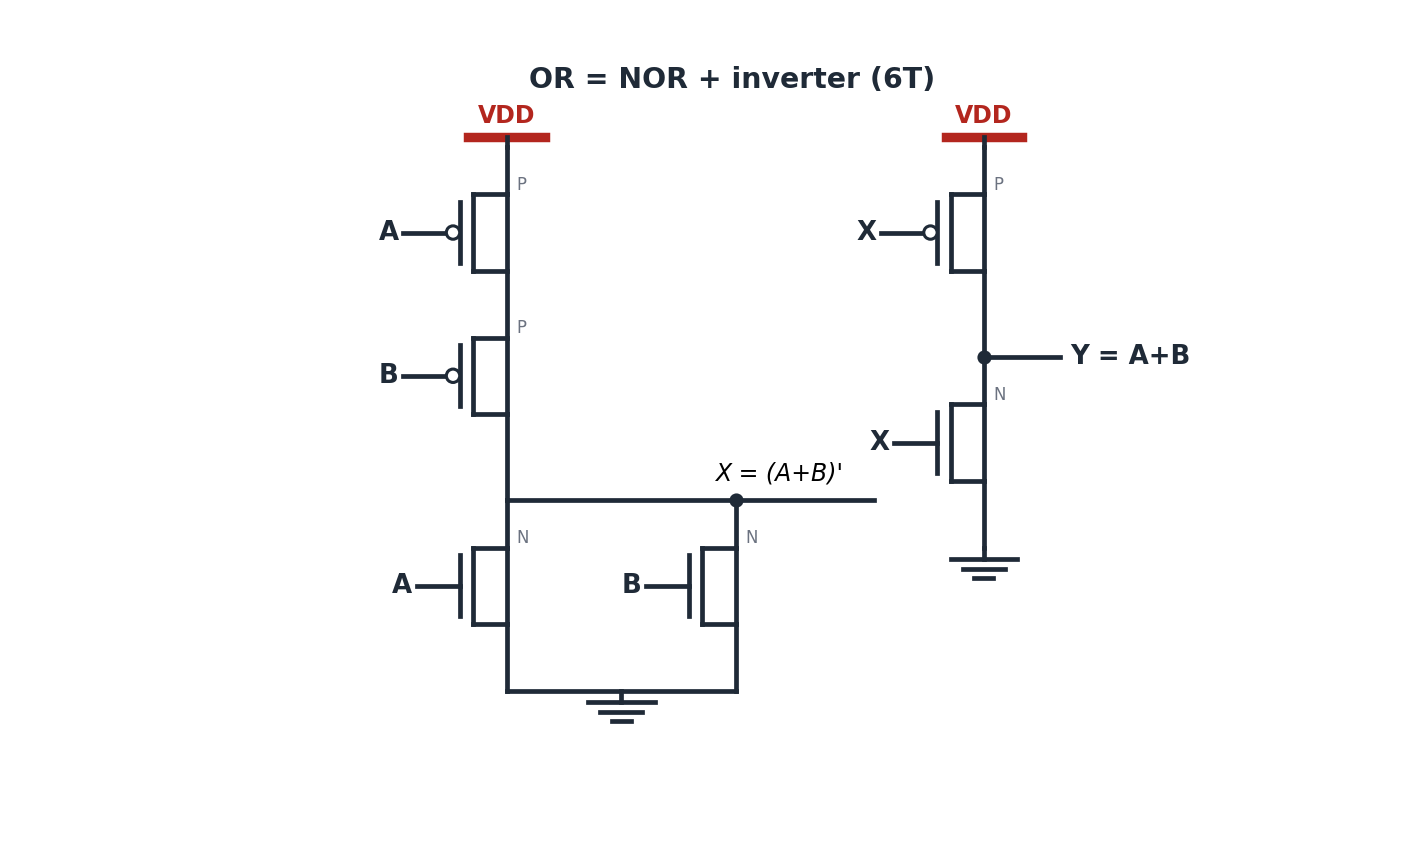 OR = NOR + inverter (6T)
VDD
VDD
P
P
A
X
P
B
Y = A+B
N
X
X = (A+B)'
N
N
A
B